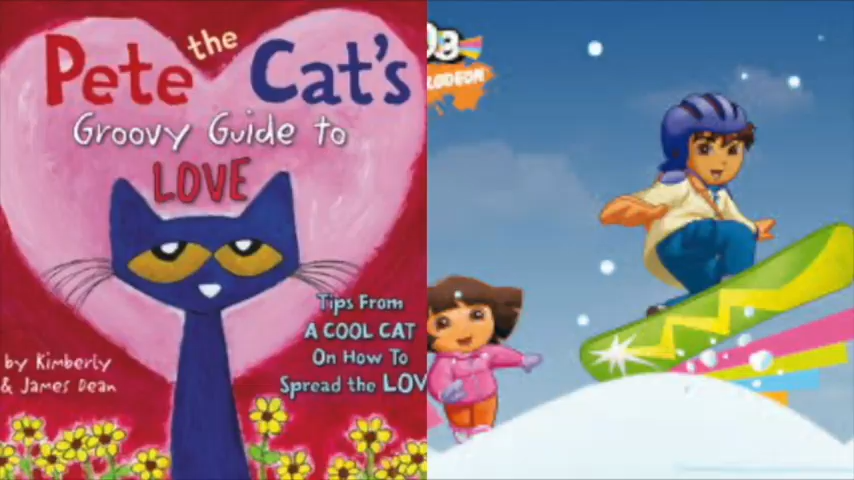 Pete the Cat's
Groovy Guide to
LOVE
Tips From
A COOL CAT
On How To
Spread the LOV
by Kimberly
& James Dean